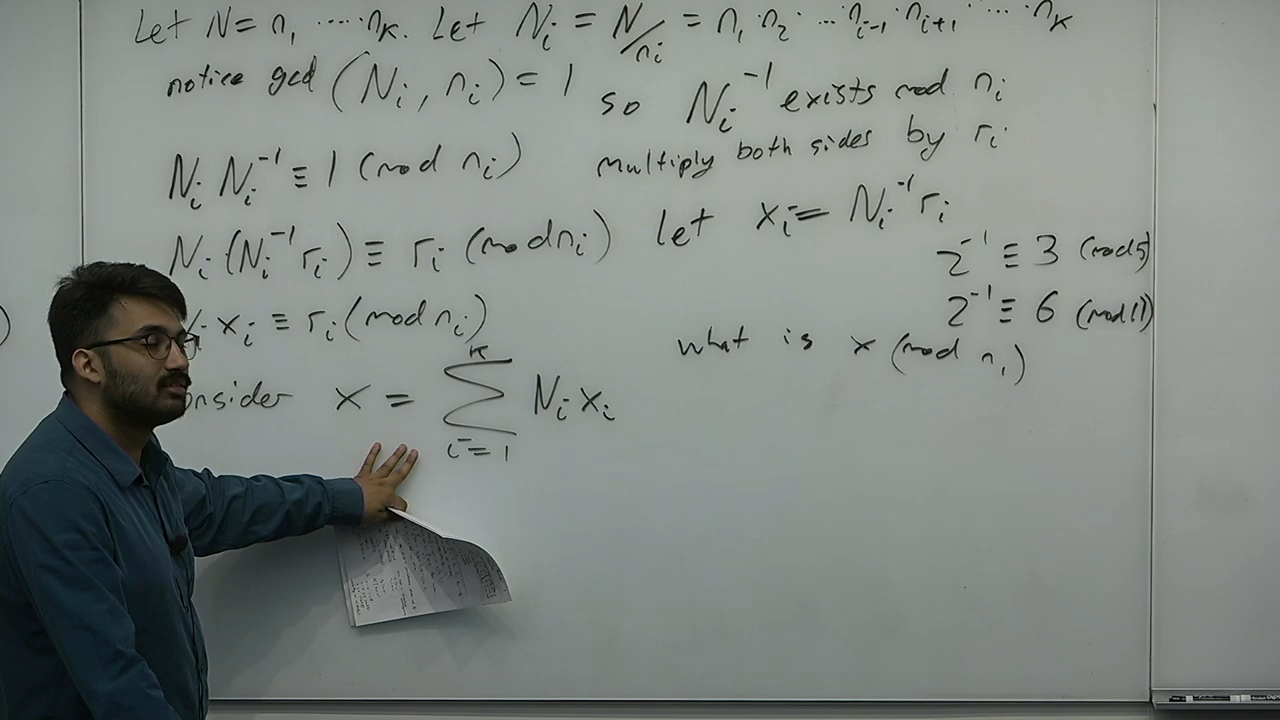 Let N = n₁ ..... nₖ. Let Nᵢ = N/nᵢ = n₁ · n₂ · ... nᵢ₋₁ · nᵢ₊₁ ..... nₖ
notice gcd (Nᵢ, nᵢ) = 1 so Nᵢ⁻¹ exists mod nᵢ
Nᵢ Nᵢ⁻¹ ≡ 1 (mod nᵢ) multiply both sides by rᵢ
Nᵢ (Nᵢ⁻¹ rᵢ) ≡ rᵢ (mod nᵢ) let xᵢ = Nᵢ⁻¹ rᵢ
2⁻¹ ≡ 3 (mod 5)
xᵢ ≡ rᵢ (mod nᵢ)
2⁻¹ ≡ 6 (mod 11)
what is x (mod n₁)
x = Σᵢ₌₁ᴷ Nᵢ xᵢ